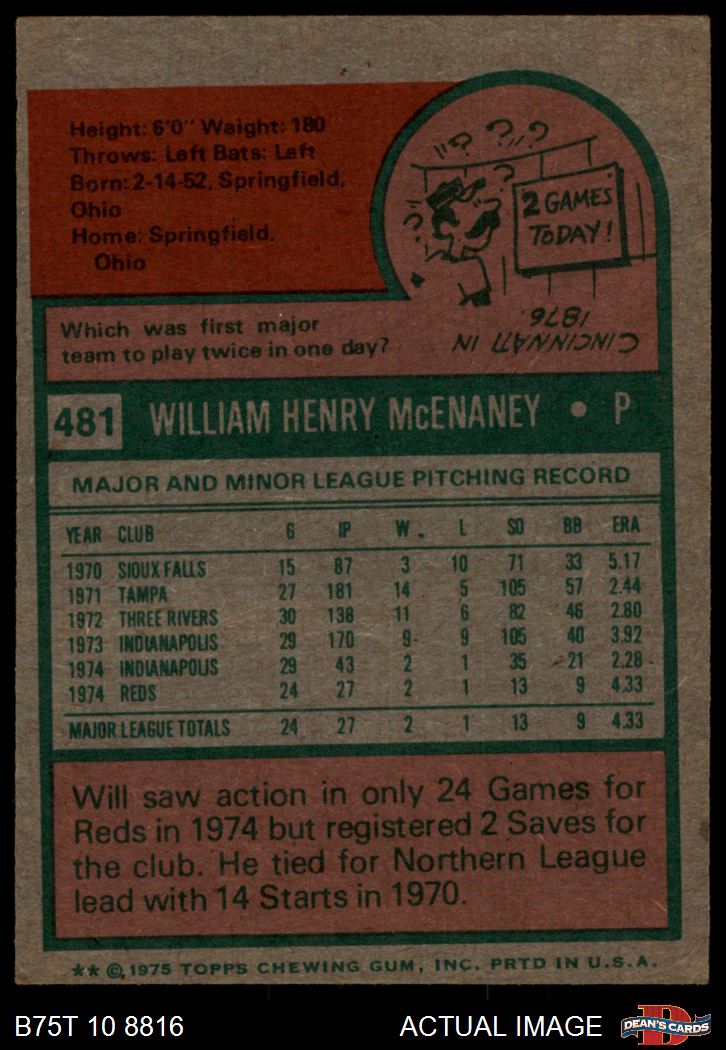 Height: 6'0" Weight: 180
Throws: Left Bats: Left
Born: 2-14-52, Springfield,
Ohio
Home: Springfield,
Ohio
2 GAMES
TODAY!
? ? ? ? ?
Which was first major
team to play twice in one day?
CINCINNATI IN
1876.
481 WILLIAM HENRY McENANEY • P
MAJOR AND MINOR LEAGUE PITCHING RECORD
YEAR CLUB G IP W L SO BB ERA
1970 SIOUX FALLS 15 87 3 10 71 33 5.17
1971 TAMPA 27 181 14 5 105 57 2.44
1972 THREE RIVERS 30 138 11 6 82 46 2.80
1973 INDIANAPOLIS 29 170 9 9 105 40 3.92
1974 INDIANAPOLIS 29 43 2 1 35 21 2.28
1974 REDS 24 27 2 1 13 9 4.33
MAJOR LEAGUE TOTALS 24 27 2 1 13 9 4.33
Will saw action in only 24 Games for
Reds in 1974 but registered 2 Saves for
the club. He tied for Northern League
lead with 14 Starts in 1970.
** ©, 1975 TOPPS CHEWING GUM, INC. PRTD IN U.S.A.
B75T 10 8816 ACTUAL IMAGE
D
DEAN'S CARDS